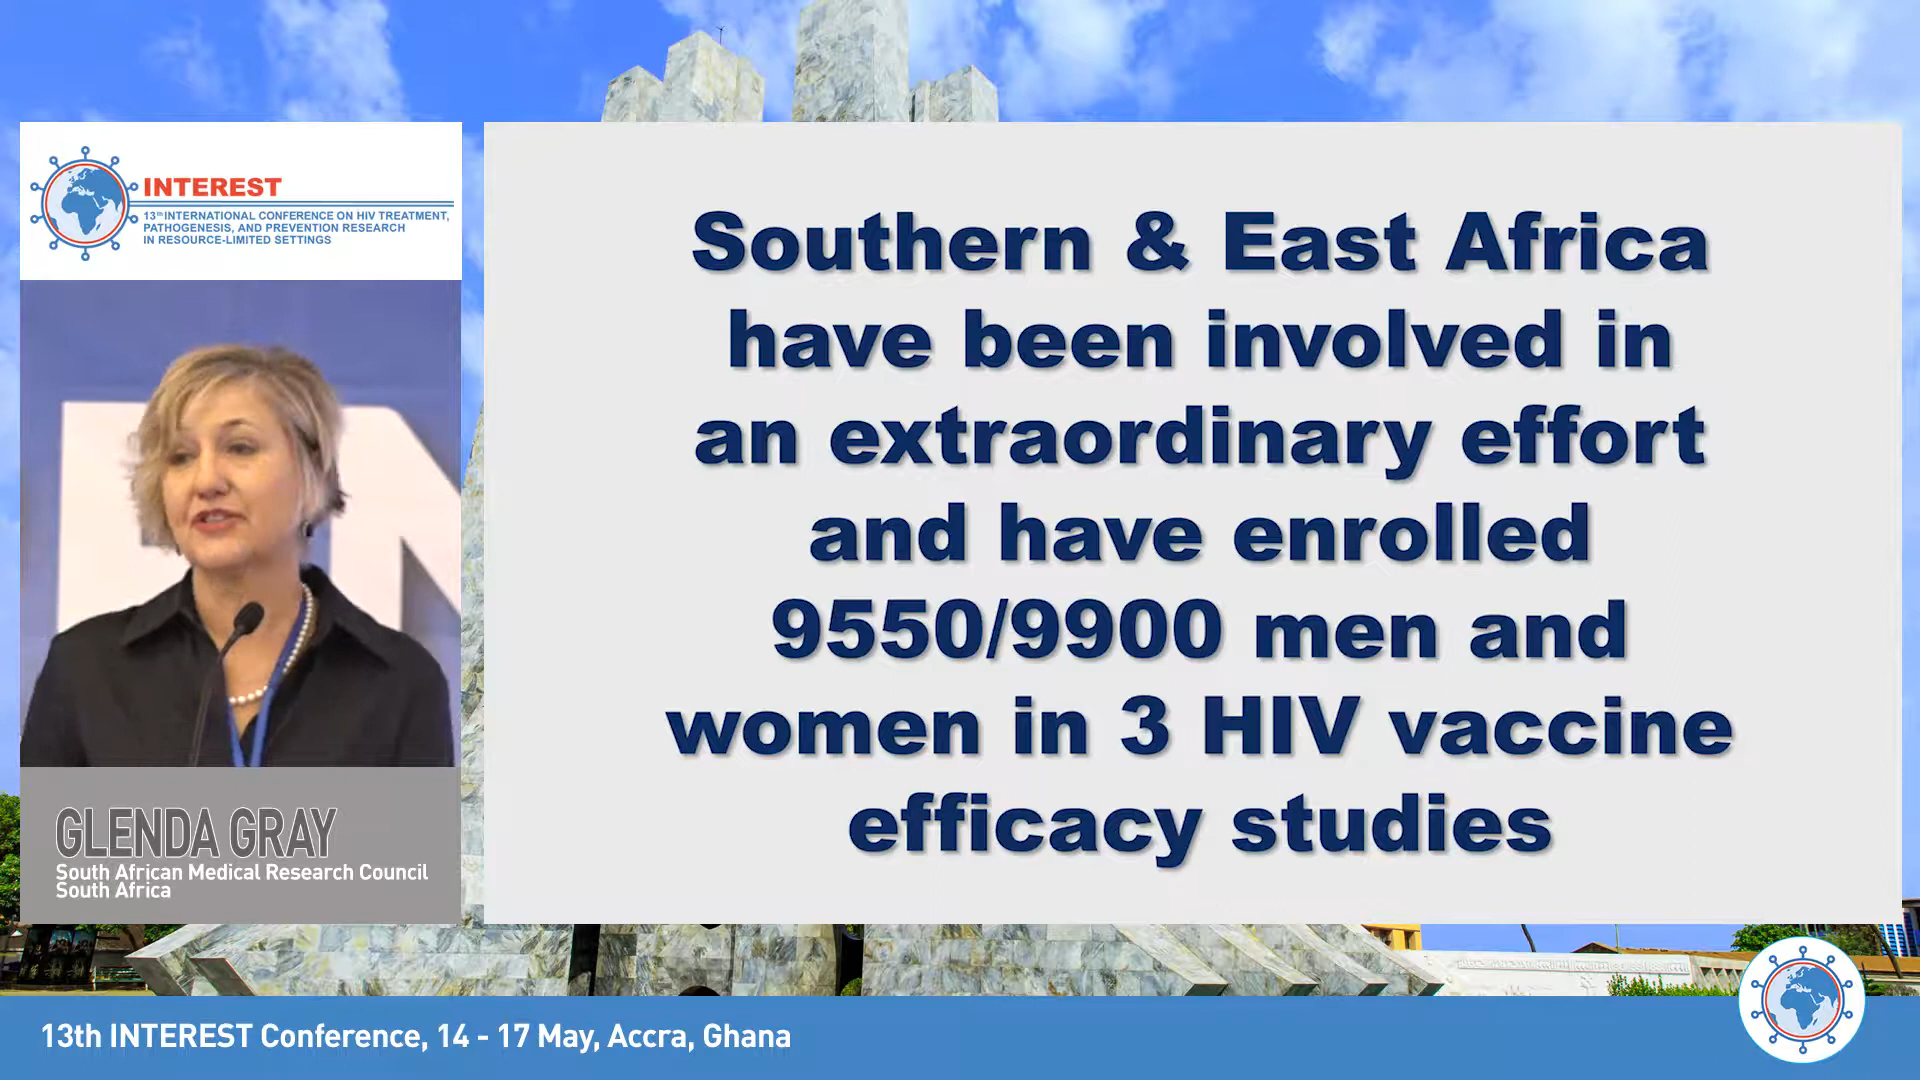 INTEREST
13th INTERNATIONAL CONFERENCE ON HIV TREATMENT,
PATHOGENESIS, AND PREVENTION RESEARCH
IN RESOURCE-LIMITED SETTINGS
Southern & East Africa
have been involved in
an extraordinary effort
and have enrolled
9550/9900 men and
women in 3 HIV vaccine
efficacy studies
GLENDA GRAY
South African Medical Research Council
South Africa
13th INTEREST Conference, 14 - 17 May, Accra, Ghana